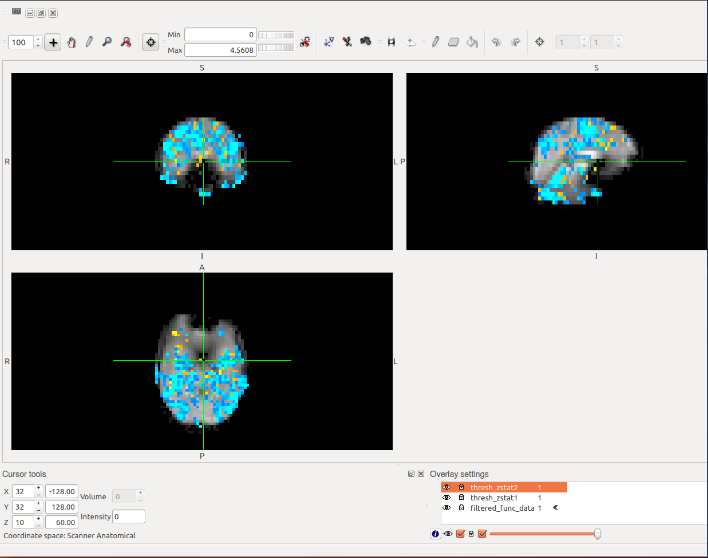 100
Min 0
Max 4.5608
1 1
S S
R L P
I I
A
R L
P
Cursor tools Overlay settings
X 32 -128.00 Volume 0
Y 32 128.00
Z 10 60.00 Intensity 0
Coordinate space: Scanner Anatomical
thresh_zstat2 1
thresh_zstat1 1
filtered_func_data 1